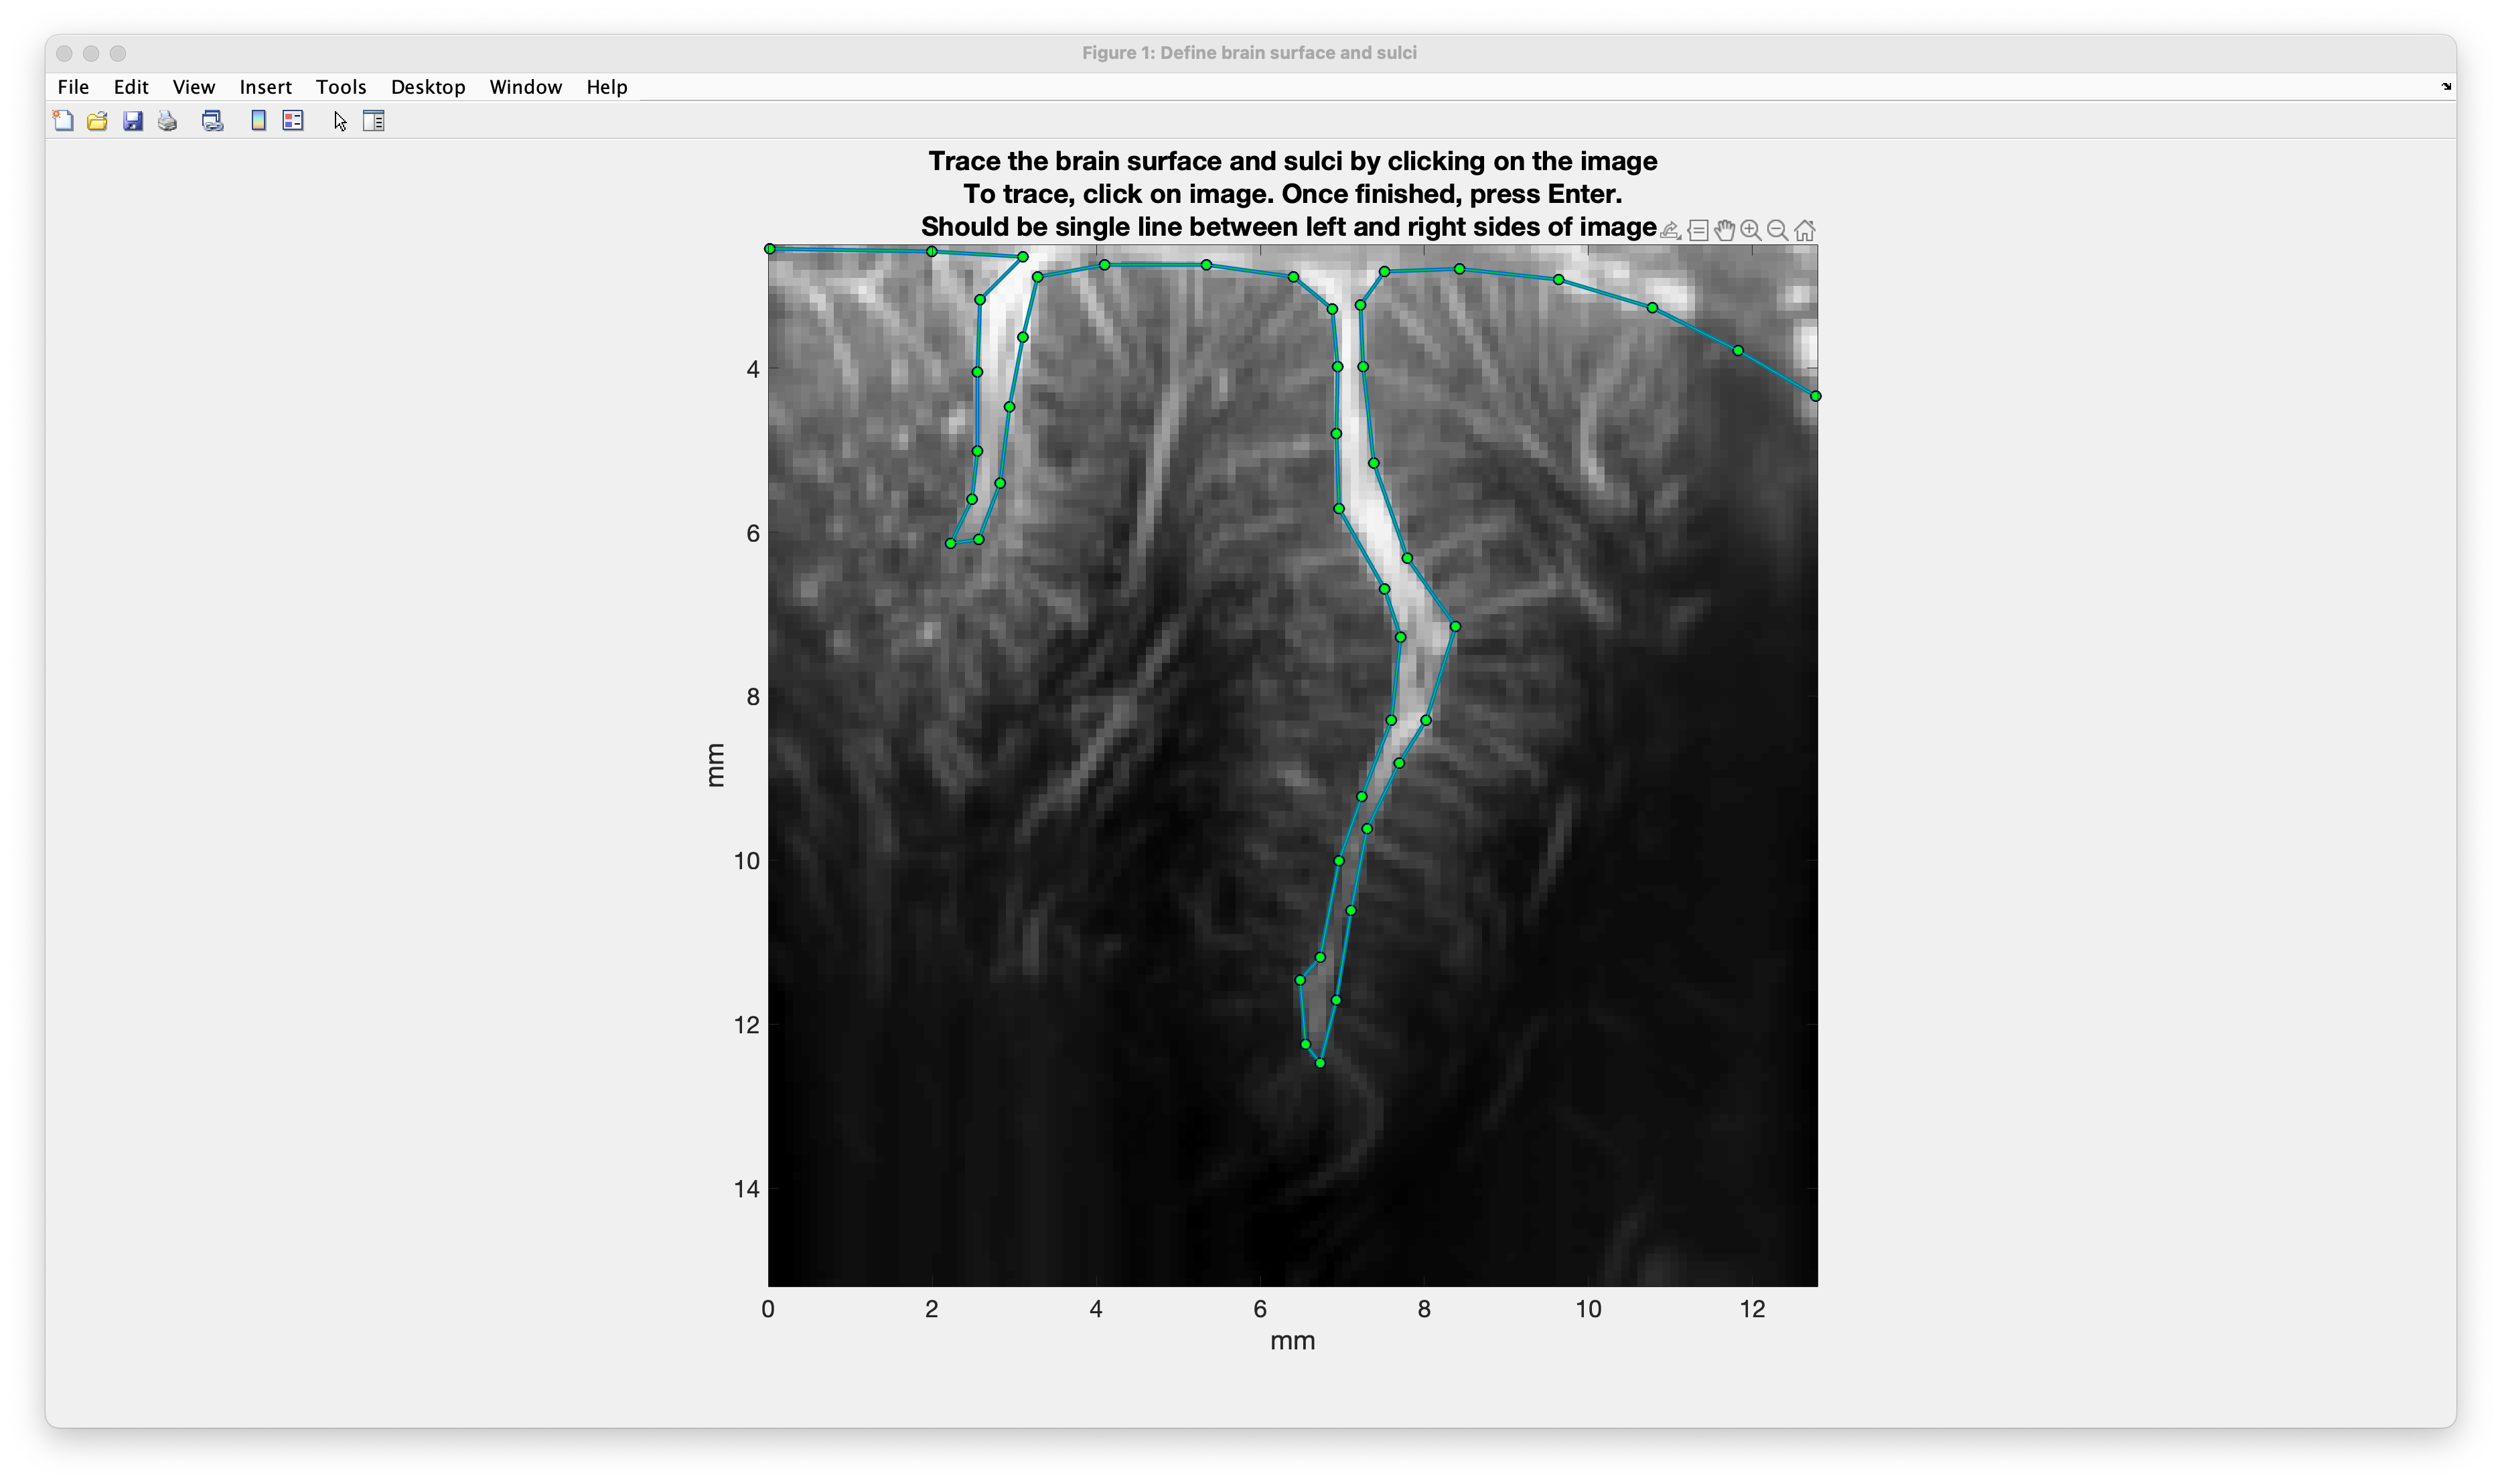 Figure 1: Define brain surface and sulci
File Edit View Insert Tools Desktop Window Help
Trace the brain surface and sulci by clicking on the image
To trace, click on image. Once finished, press Enter.
Should be single line between left and right sides of image
4
6
8
10
12
14
mm
0 2 4 6 8 10 12
mm